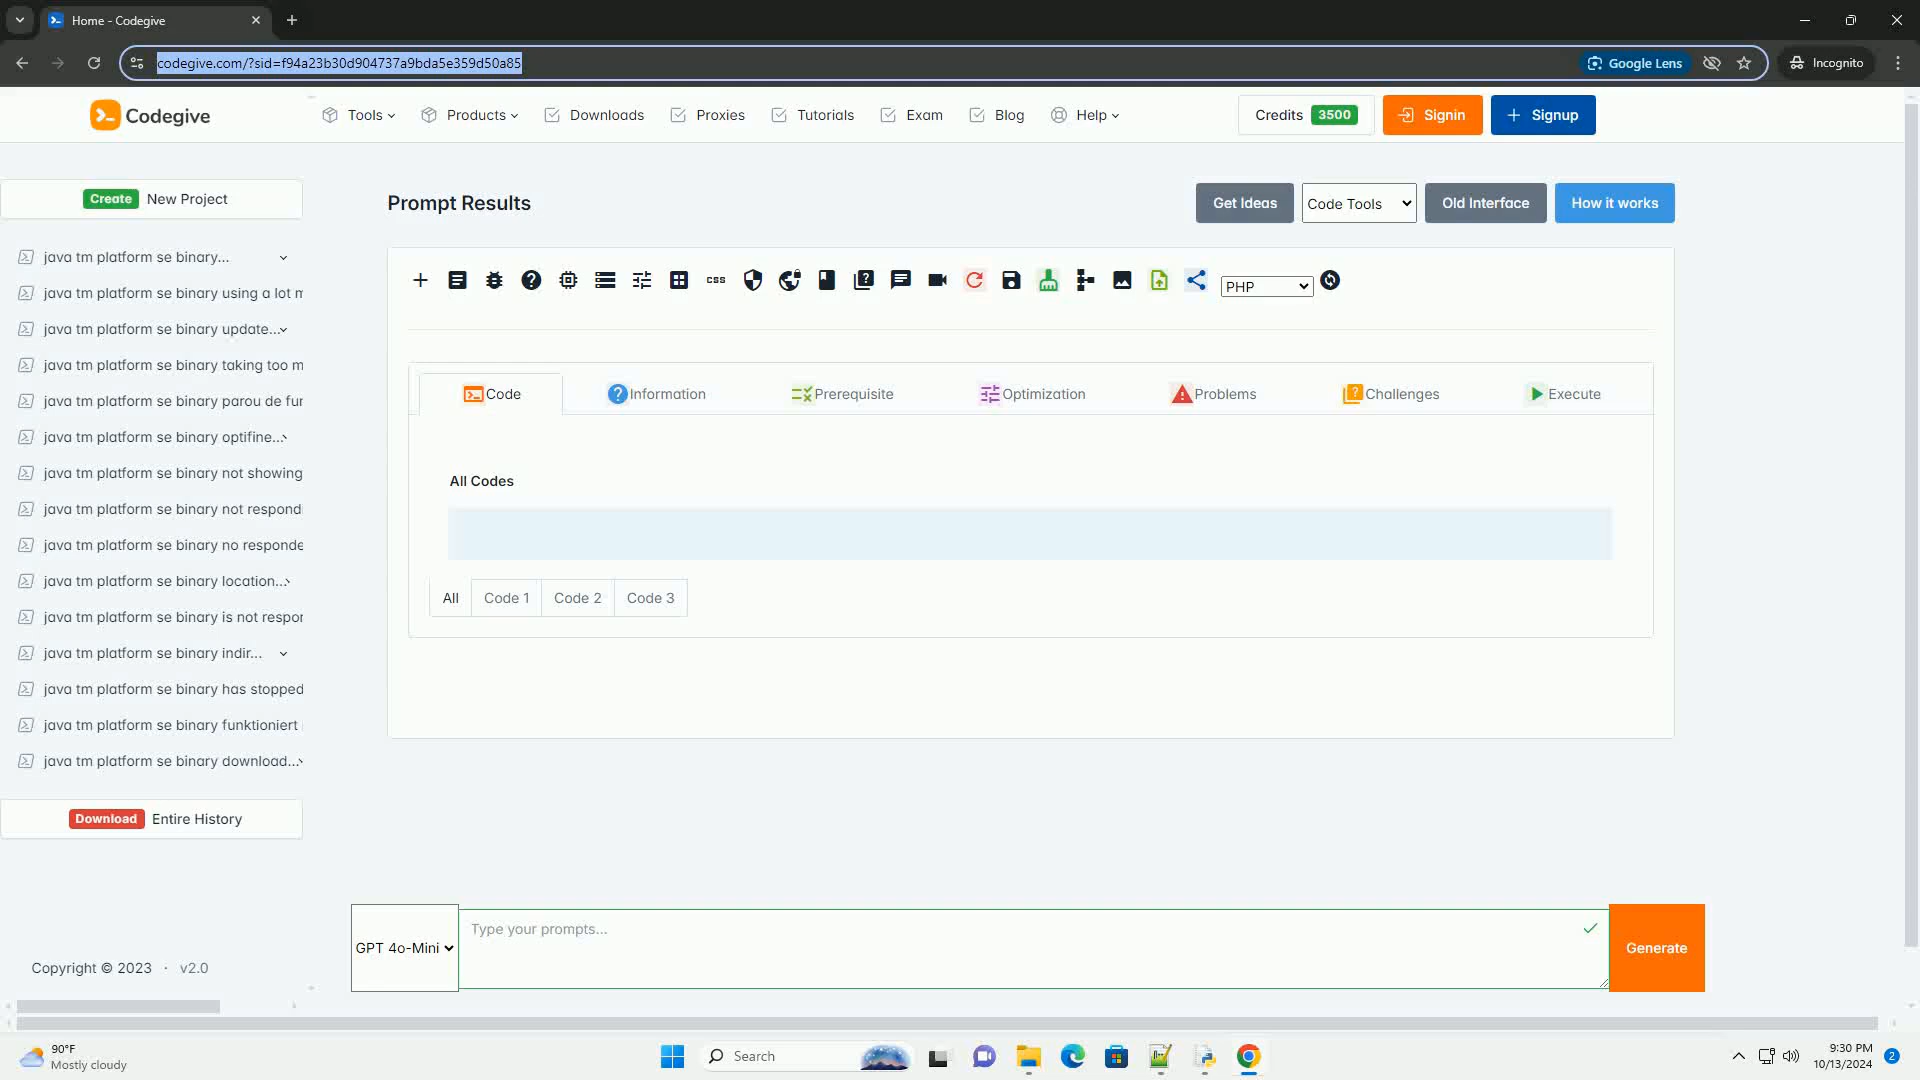 Home - Codegive
codegive.com/?sid=f94a23b30d904737a9bda5e359d50a85
Google Lens
Incognito
Codegive
Tools
Products
Downloads
Proxies
Tutorials
Exam
Blog
Help
Credits 3500
Signin
Signup
Create New Project
java tm platform se binary...
java tm platform se binary using a lot m
java tm platform se binary update...
java tm platform se binary taking too m
java tm platform se binary parou de fur
java tm platform se binary optifine...
java tm platform se binary not showing
java tm platform se binary not respond
java tm platform se binary no responde
java tm platform se binary location...
java tm platform se binary is not respor
java tm platform se binary indir...
java tm platform se binary has stopped
java tm platform se binary funktioniert
java tm platform se binary download...
Download Entire History
Copyright © 2023 · v2.0
Prompt Results
Get Ideas
Code Tools
Old Interface
How it works
css
PHP
Code
Information
Prerequisite
Optimization
Problems
Challenges
Execute
All Codes
All
Code 1
Code 2
Code 3
GPT 4o-Mini
Type your prompts...
Generate
90°F
Mostly cloudy
Search
9:30 PM
10/13/2024
2